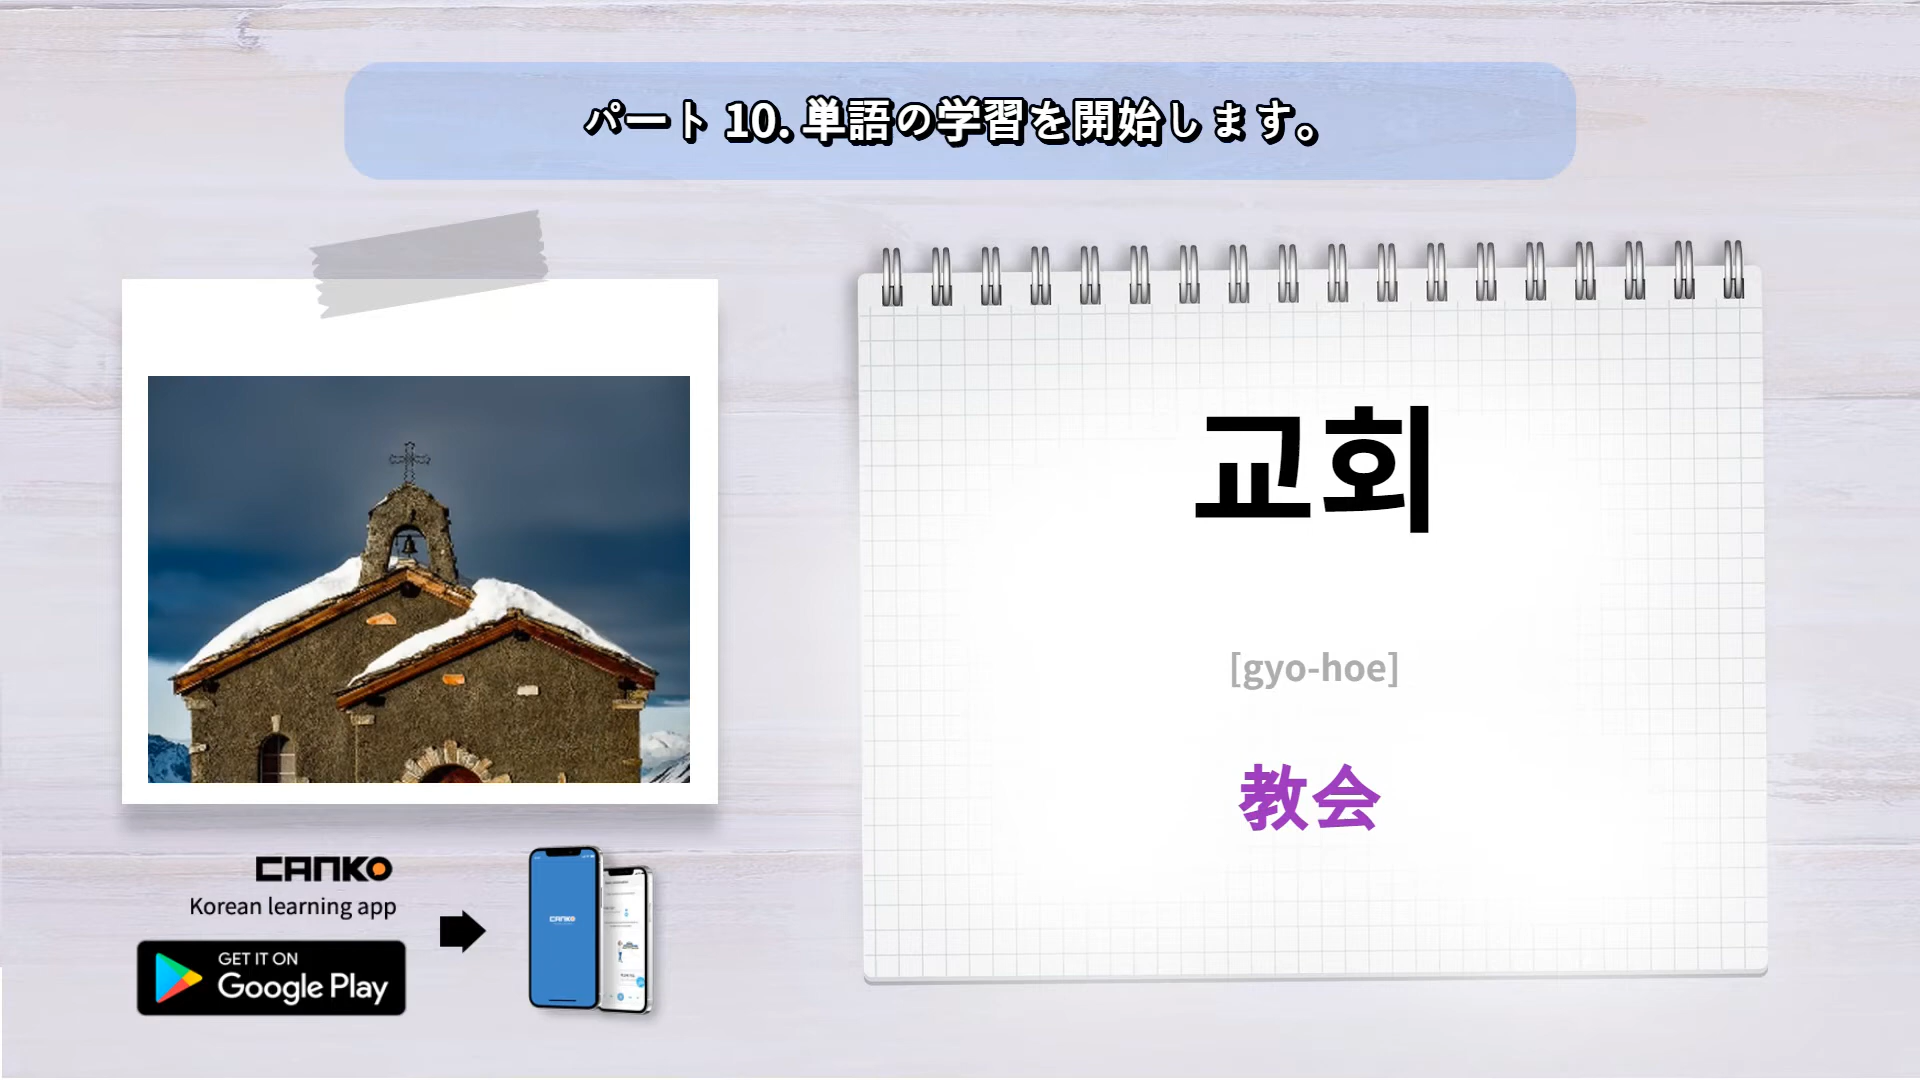 パート 10. 単語の学習を開始します。
교회
[gyo-hoe]
教会
CANKO
Korean learning app
GET IT ON
Google Play
CANKO